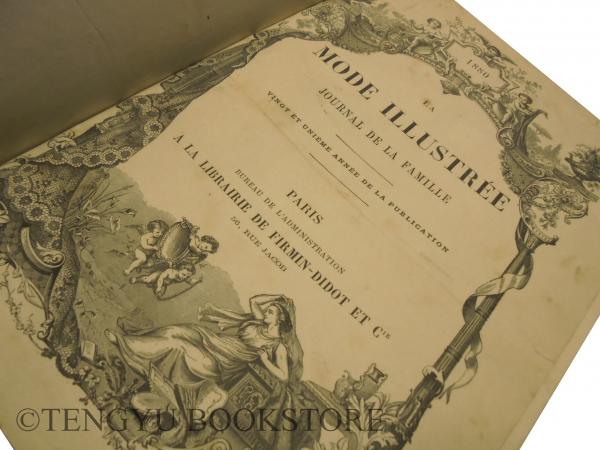 1880
LA
MODE ILLUSTRÉE
JOURNAL DE LA FAMILLE
VINGT ET UNIÈME ANNÉE DE LA PUBLICATION
PARIS
BUREAU DE L'ADMINISTRATION
A LA LIBRAIRIE DE FIRMIN-DIDOT ET CIE
56, RUE JACOB
©TENGYU BOOKSTORE